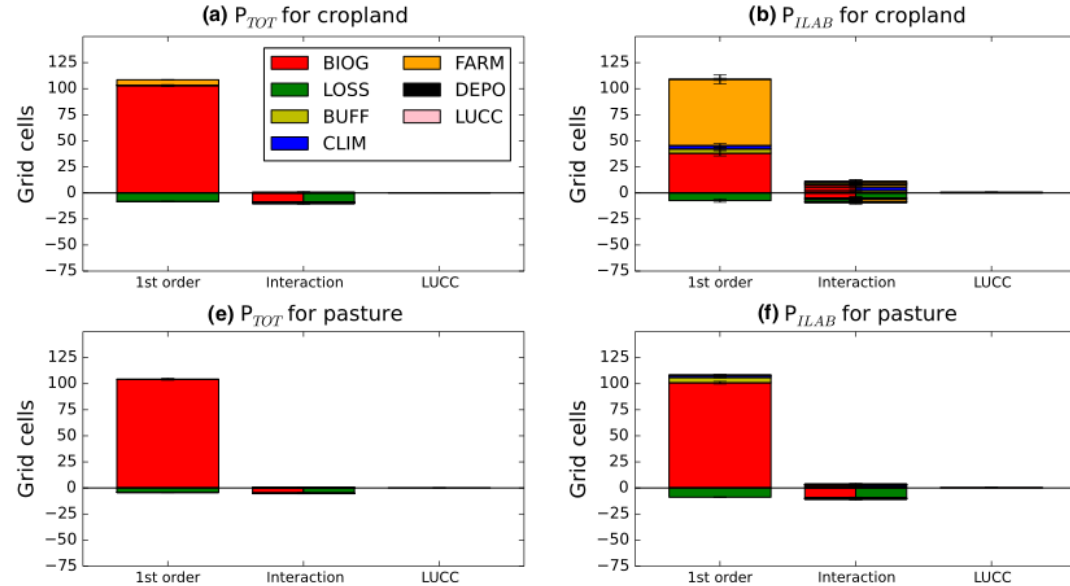 (a) P_TOT for cropland
Grid cells
125
100
75
50
25
0
−25
−50
−75
BIOG
LOSS
BUFF
CLIM
FARM
DEPO
LUCC
1st order
Interaction
LUCC
(b) P_ILAB for cropland
Grid cells
125
100
75
50
25
0
−25
−50
−75
1st order
Interaction
LUCC
(e) P_TOT for pasture
Grid cells
125
100
75
50
25
0
−25
−50
−75
1st order
Interaction
LUCC
(f) P_ILAB for pasture
Grid cells
125
100
75
50
25
0
−25
−50
−75
1st order
Interaction
LUCC